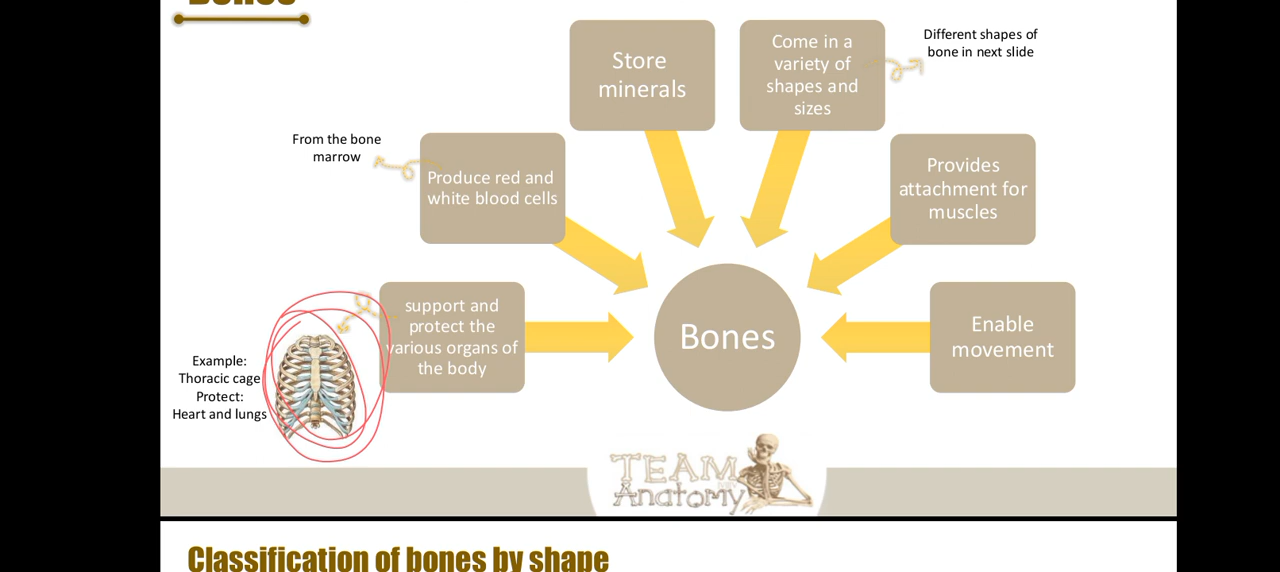 Bones
Store
minerals
Come in a
variety of
shapes and
sizes
Different shapes of
bone in next slide
From the bone
marrow
Produce red and
white blood cells
Provides
attachment for
muscles
support and
protect the
various organs of
the body
Bones
Enable
movement
Example:
Thoracic cage
Protect:
Heart and lungs
TEAM
Anatomy
Classification of bones by shape